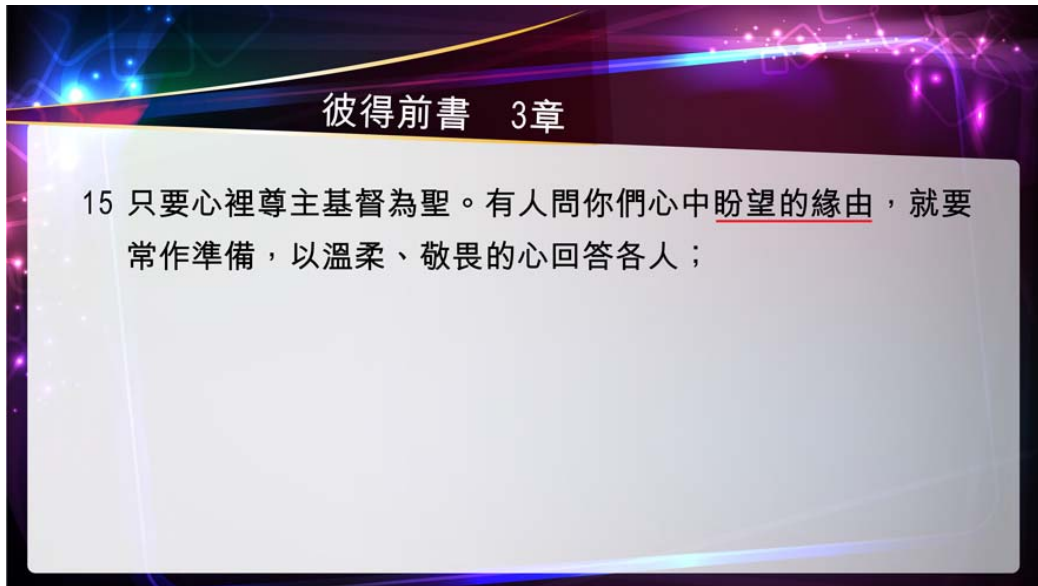 彼得前書　3章
15 只要心裡尊主基督為聖。有人問你們心中盼望的緣由，就要
常作準備，以溫柔、敬畏的心回答各人；